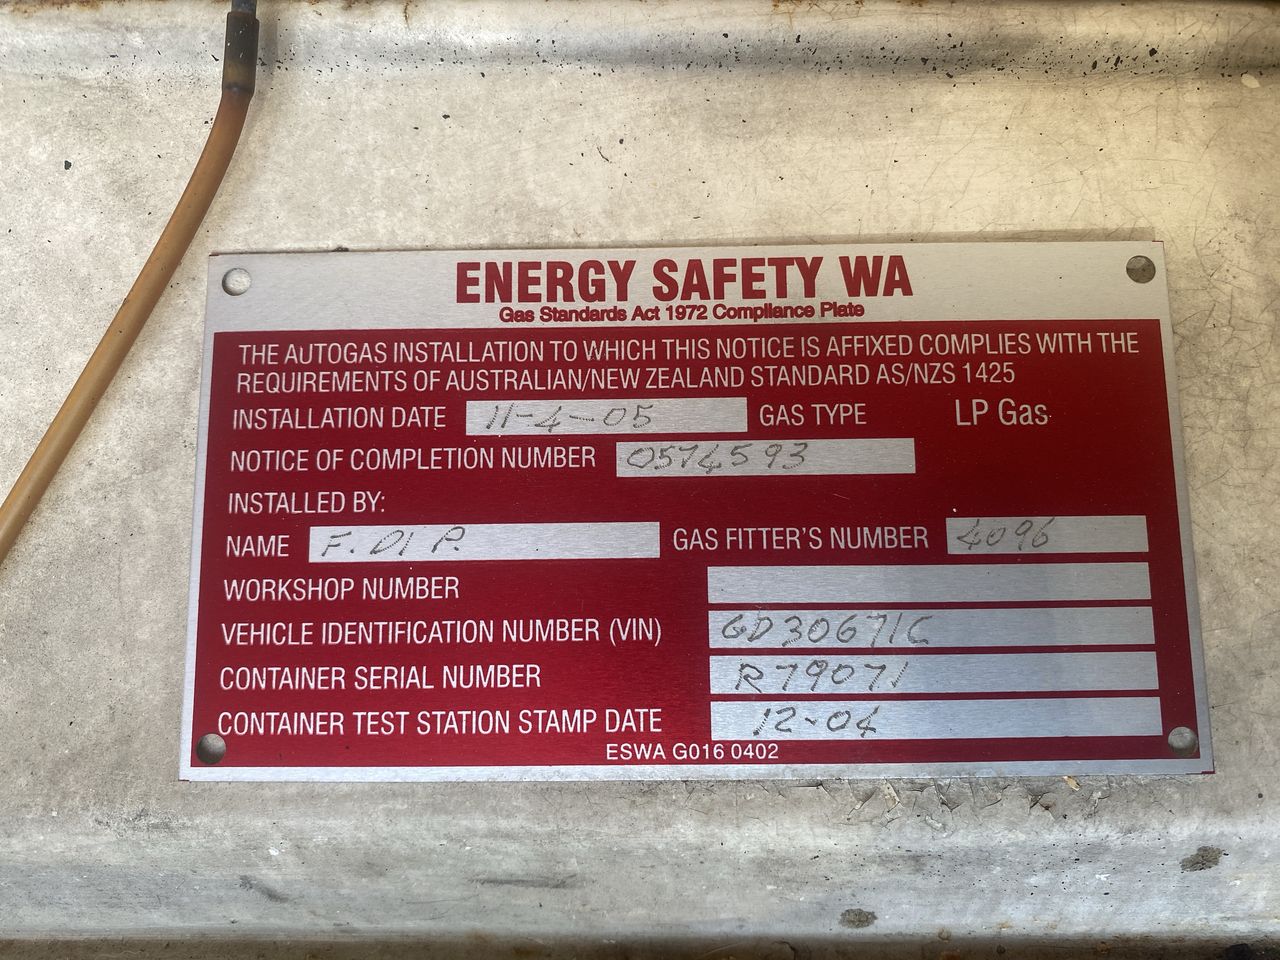 ENERGY SAFETY WA
Gas Standards Act 1972 Compliance Plate
THE AUTOGAS INSTALLATION TO WHICH THIS NOTICE IS AFFIXED COMPLIES WITH THE
REQUIREMENTS OF AUSTRALIAN/NEW ZEALAND STANDARD AS/NZS 1425
INSTALLATION DATE 11-4-05 GAS TYPE LP Gas
NOTICE OF COMPLETION NUMBER 0574593
INSTALLED BY:
NAME F. DI P. GAS FITTER'S NUMBER 4096
WORKSHOP NUMBER
VEHICLE IDENTIFICATION NUMBER (VIN) GD30671C
CONTAINER SERIAL NUMBER R79071
CONTAINER TEST STATION STAMP DATE 12-04
ESWA G016 0402